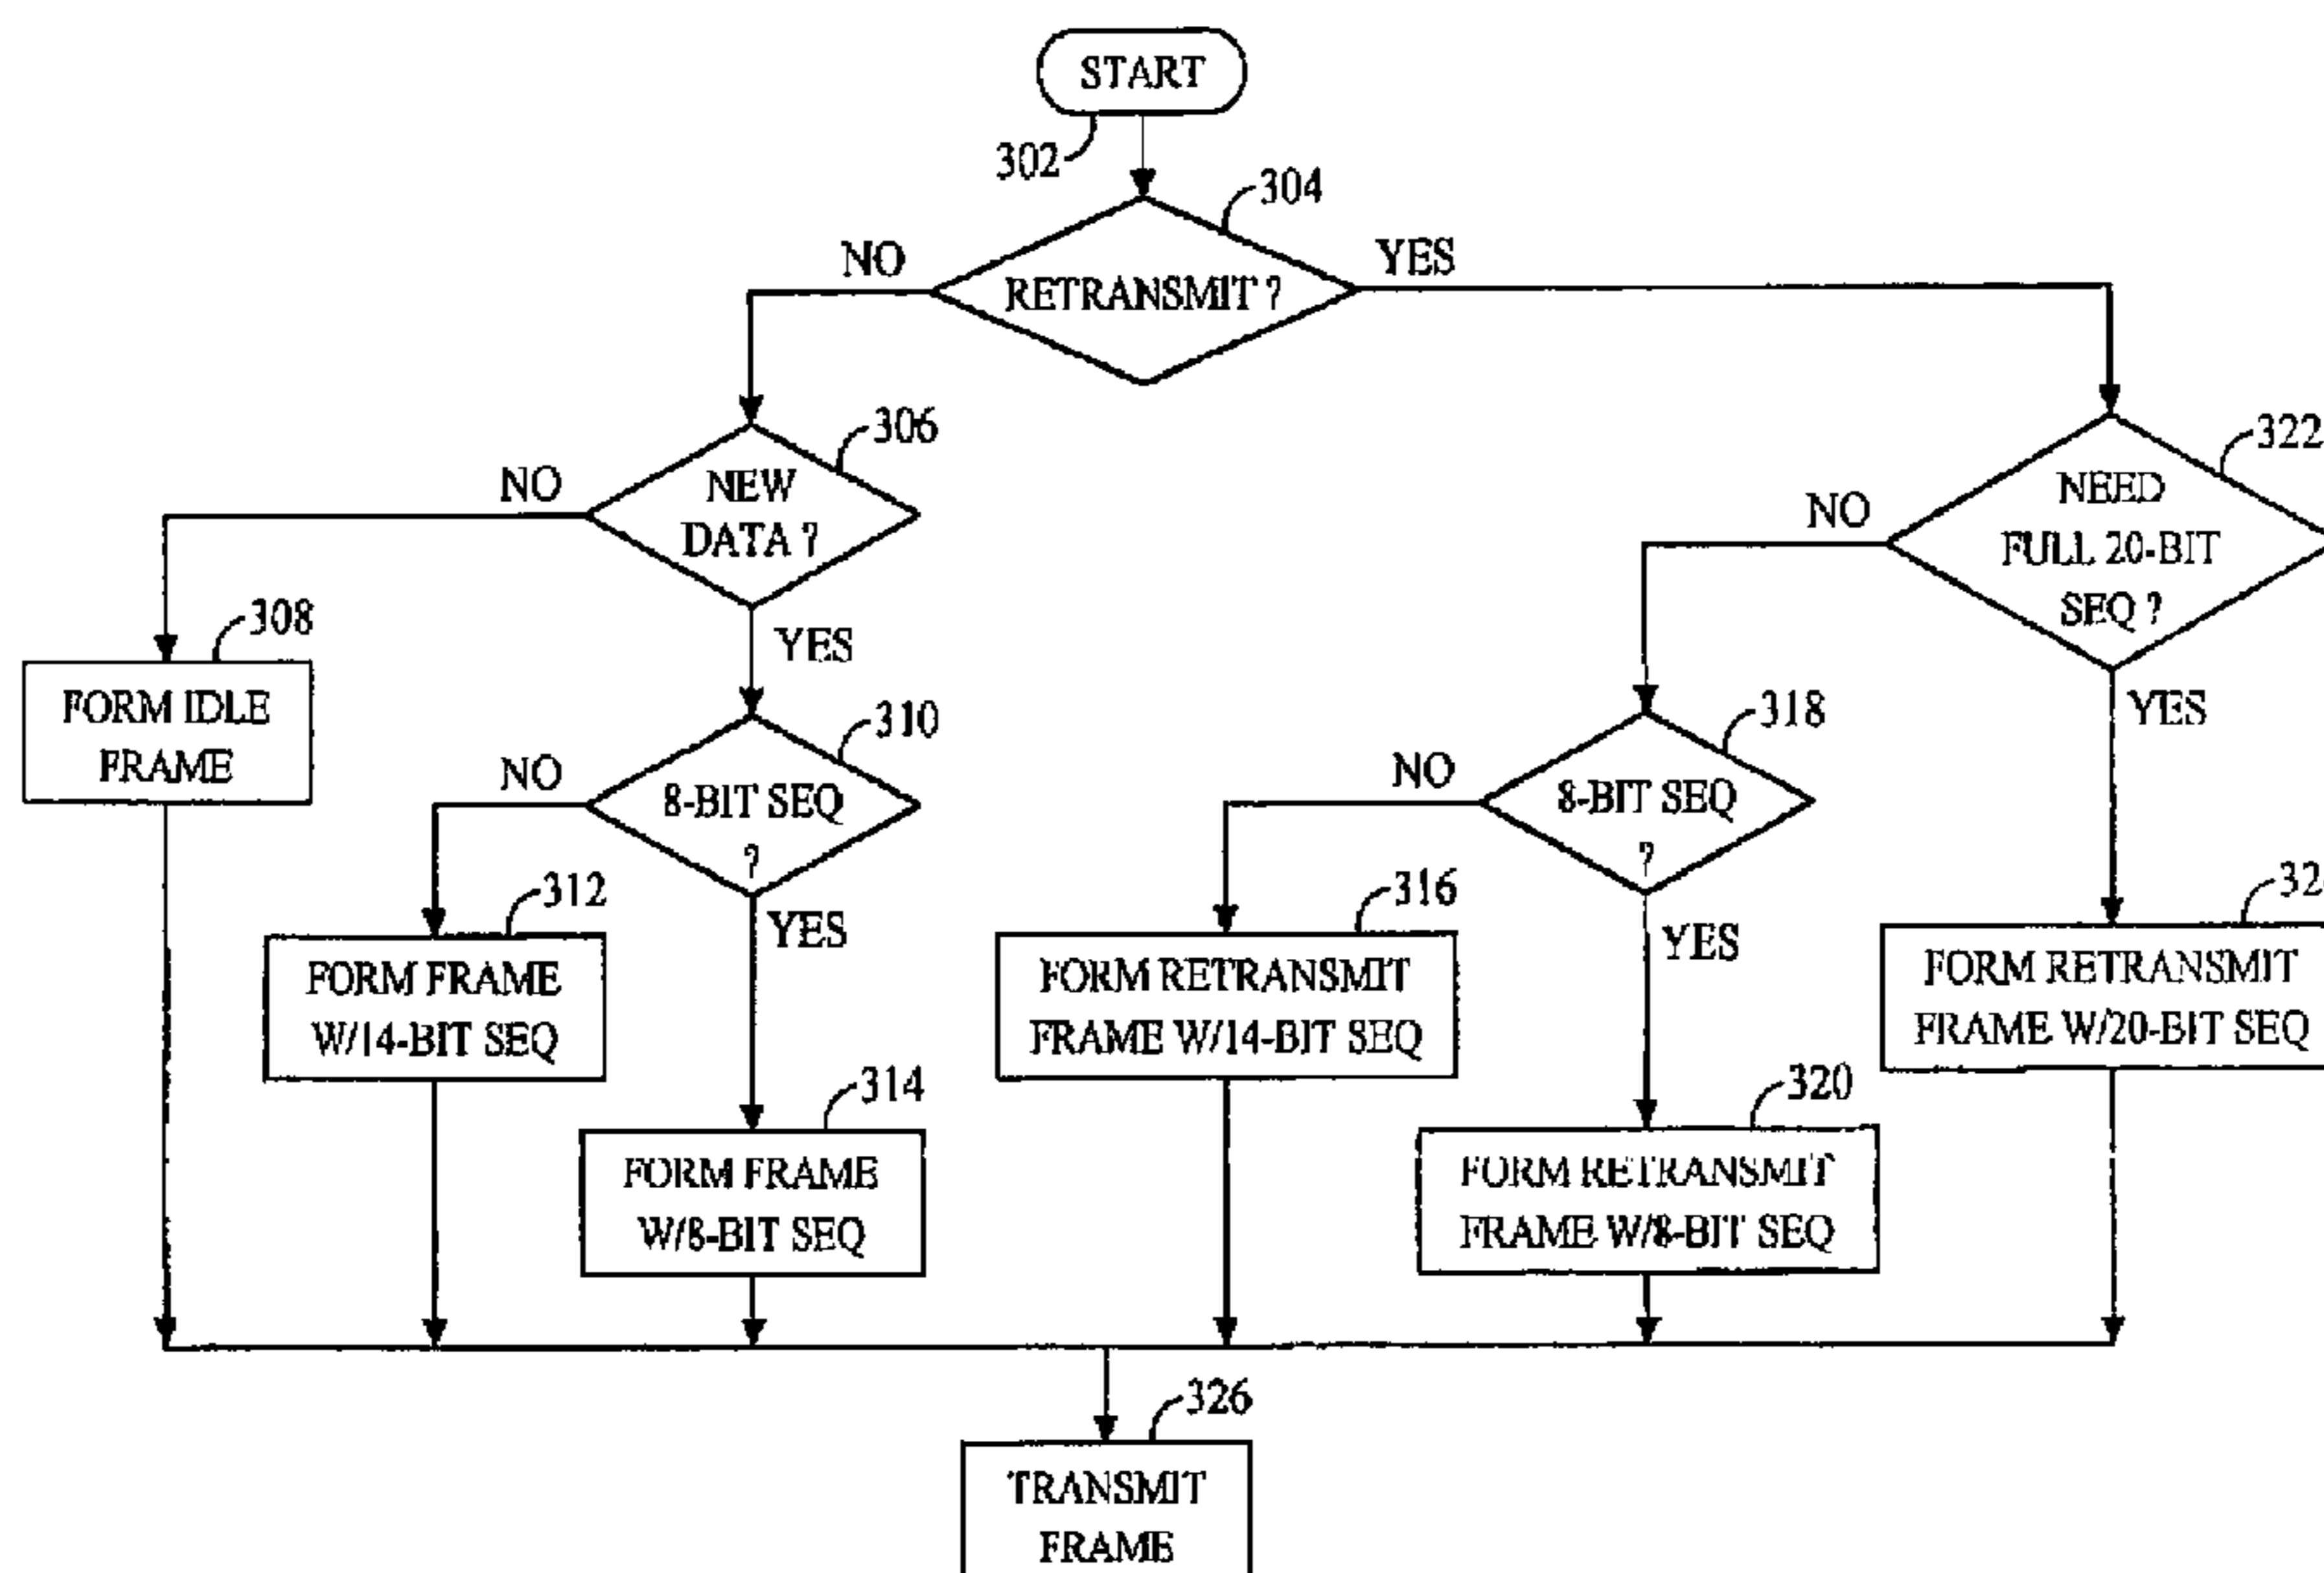 START
302
304
NO
YES
RETRANSMIT ?
306
322
NO
NEW
DATA ?
NO
NEED
FULL 20-BIT
SEQ ?
308
YES
YES
FORM IDLE
FRAME
310
318
NO
8-BIT SEQ
?
NO
8-BIT SEQ
?
312
YES
316
YES
32
FORM FRAME
W/14-BIT SEQ
FORM RETRANSMIT
FRAME W/14-BIT SEQ
FORM RETRANSMIT
FRAME W/20-BIT SEQ
314
320
FORM FRAME
W/8-BIT SEQ
FORM RETRANSMIT
FRAME W/8-BIT SEQ
326
TRANSMIT
FRAME